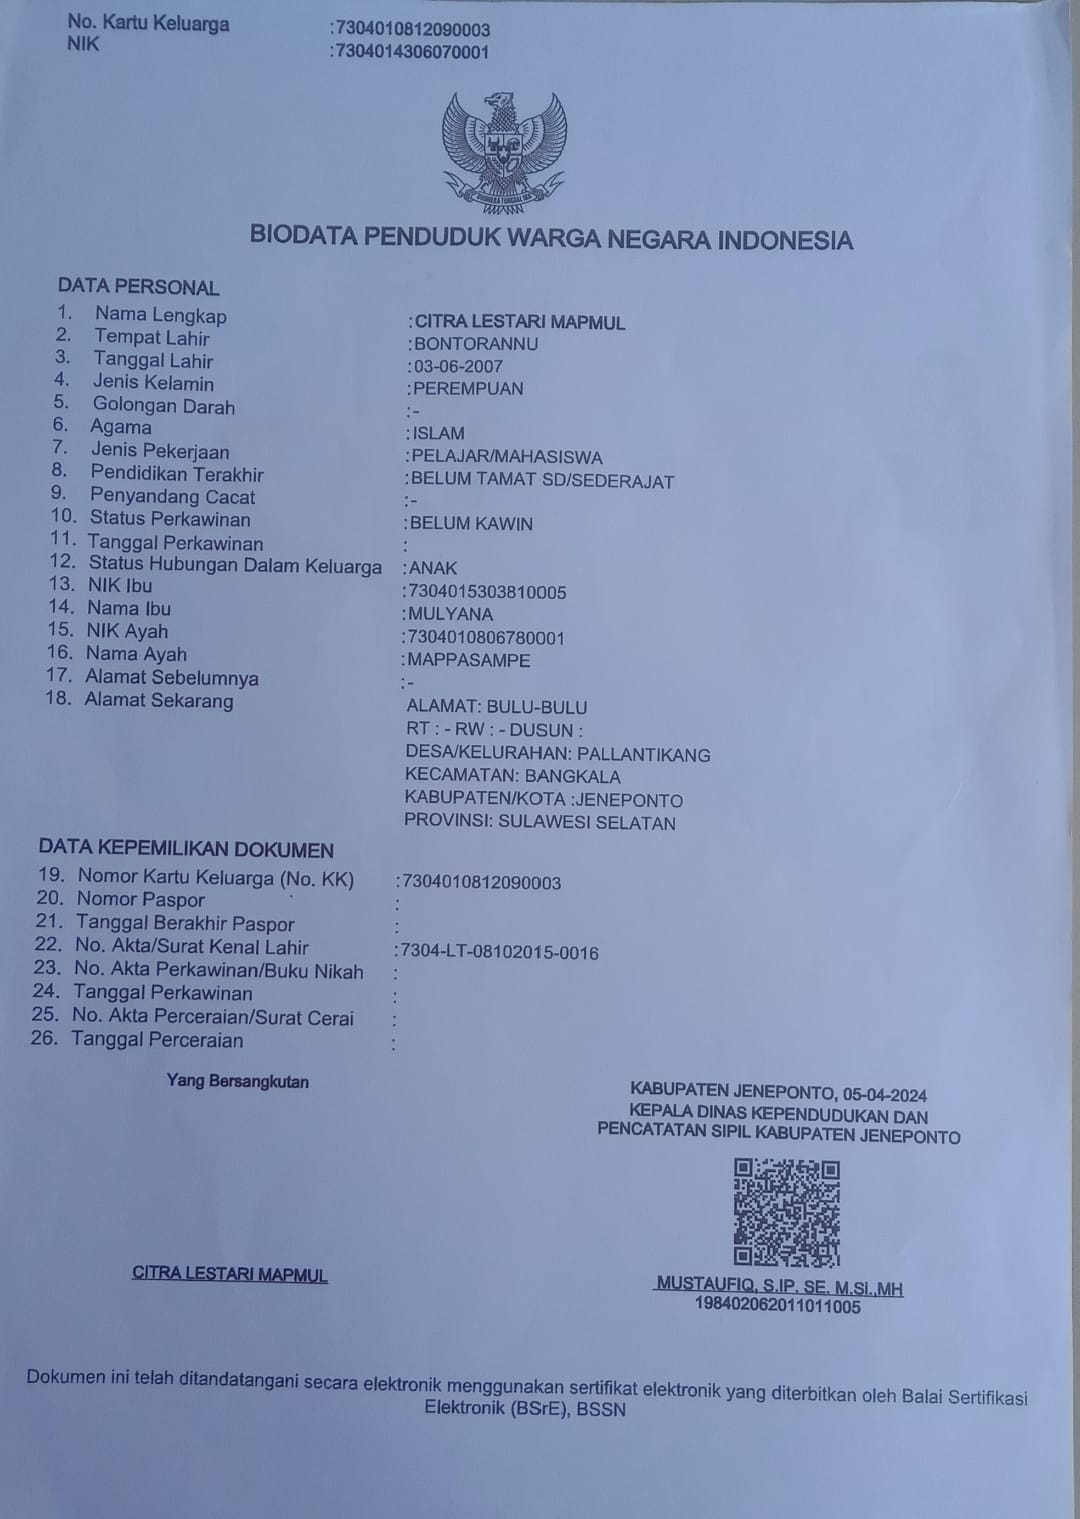 No. Kartu Keluarga :7304010812090003
NIK :7304014306070001
BHINNEKA TUNGGAL IKA
BIODATA PENDUDUK WARGA NEGARA INDONESIA
DATA PERSONAL
1. Nama Lengkap :CITRA LESTARI MAPMUL
2. Tempat Lahir :BONTORANNU
3. Tanggal Lahir :03-06-2007
4. Jenis Kelamin :PEREMPUAN
5. Golongan Darah :-
6. Agama :ISLAM
7. Jenis Pekerjaan :PELAJAR/MAHASISWA
8. Pendidikan Terakhir :BELUM TAMAT SD/SEDERAJAT
9. Penyandang Cacat :-
10. Status Perkawinan :BELUM KAWIN
11. Tanggal Perkawinan :
12. Status Hubungan Dalam Keluarga :ANAK
13. NIK Ibu :7304015303810005
14. Nama Ibu :MULYANA
15. NIK Ayah :7304010806780001
16. Nama Ayah :MAPPASAMPE
17. Alamat Sebelumnya :-
18. Alamat Sekarang ALAMAT: BULU-BULU
RT : - RW : - DUSUN :
DESA/KELURAHAN: PALLANTIKANG
KECAMATAN: BANGKALA
KABUPATEN/KOTA :JENEPONTO
PROVINSI: SULAWESI SELATAN
DATA KEPEMILIKAN DOKUMEN
19. Nomor Kartu Keluarga (No. KK) :7304010812090003
20. Nomor Paspor :
21. Tanggal Berakhir Paspor :
22. No. Akta/Surat Kenal Lahir :7304-LT-08102015-0016
23. No. Akta Perkawinan/Buku Nikah :
24. Tanggal Perkawinan :
25. No. Akta Perceraian/Surat Cerai :
26. Tanggal Perceraian :
Yang Bersangkutan
KABUPATEN JENEPONTO, 05-04-2024
KEPALA DINAS KEPENDUDUKAN DAN
PENCATATAN SIPIL KABUPATEN JENEPONTO
CITRA LESTARI MAPMUL
MUSTAUFIQ, S.IP. SE. M.SI.,MH
198402062011011005
Dokumen ini telah ditandatangani secara elektronik menggunakan sertifikat elektronik yang diterbitkan oleh Balai Sertifikasi
Elektronik (BSrE), BSSN